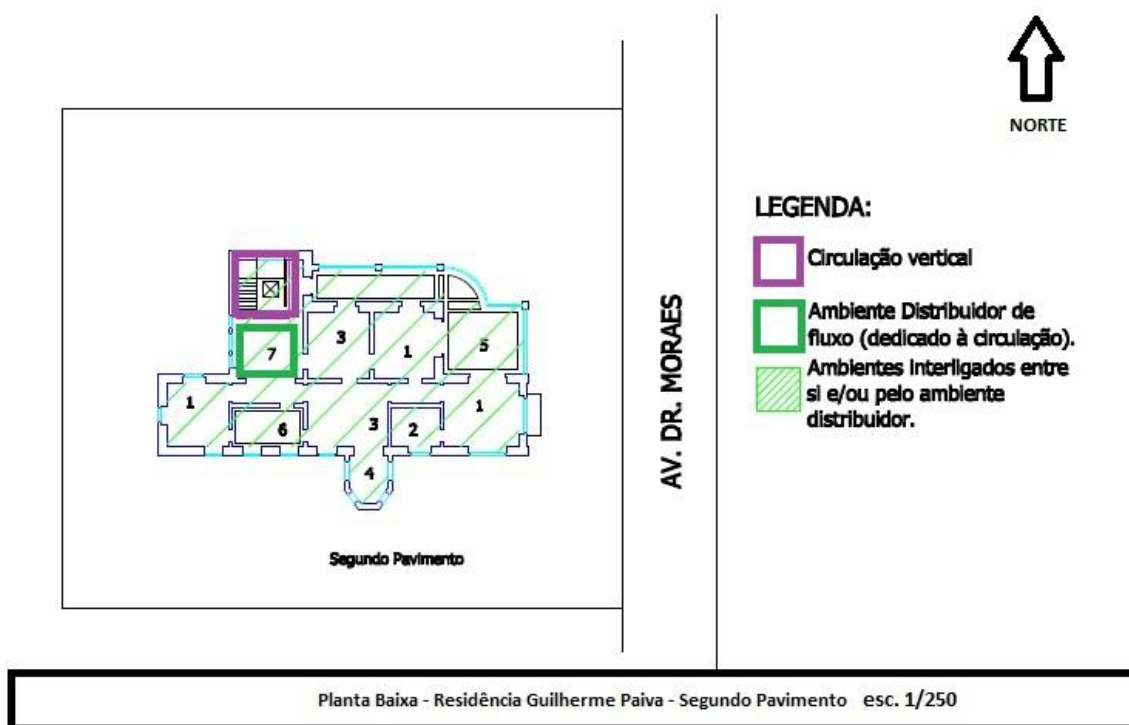 NORTE
LEGENDA:
Circulação vertical
Ambiente Distribuidor de
fluxo (dedicado à circulação).
Ambientes Interligados entre
si e/ou pelo ambiente
distribuidor.
AV. DR. MORAES
7
3
1
5
1
6
3
2
1
4
Segundo Pavimento
Planta Baixa - Residência Guilherme Paiva - Segundo Pavimento esc. 1/250